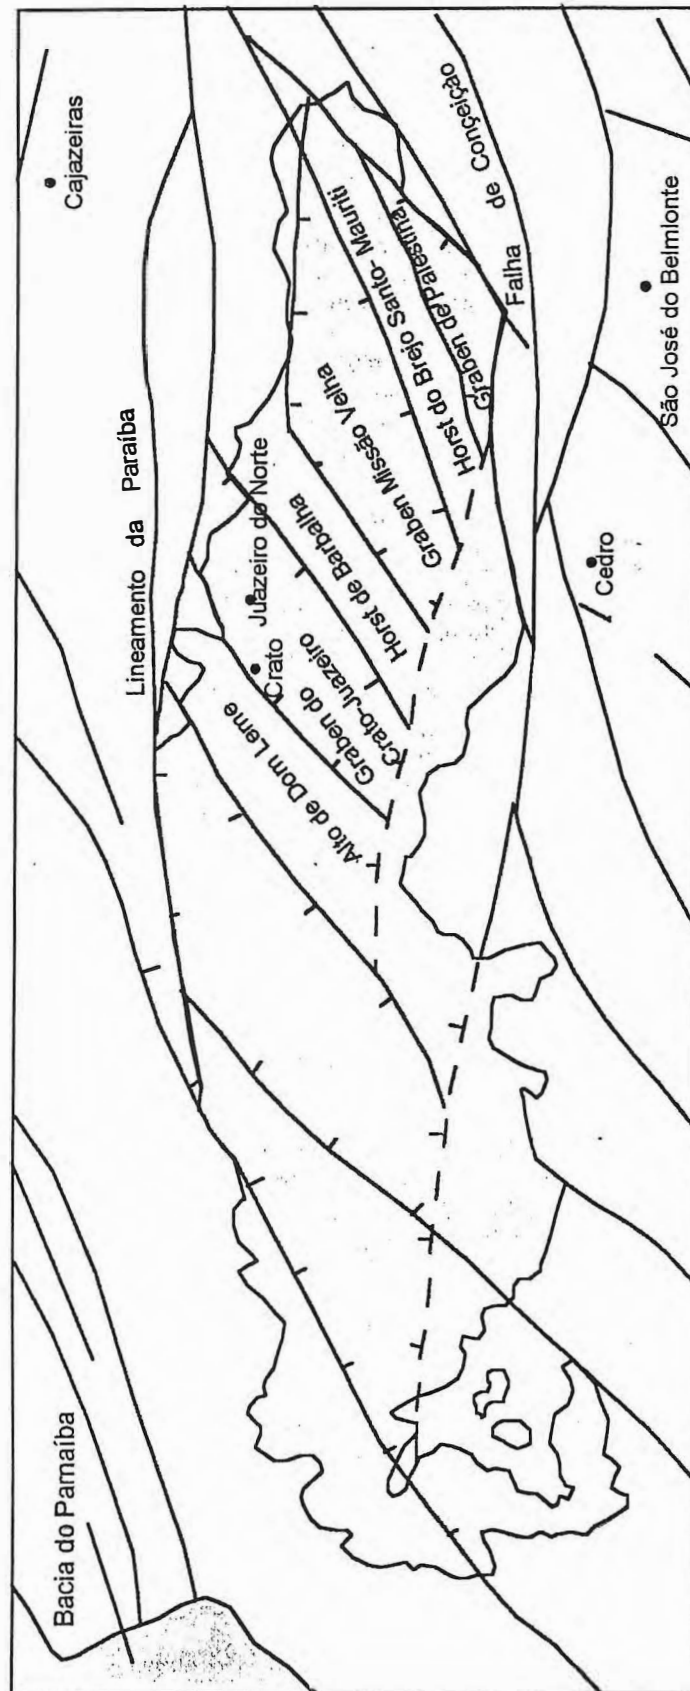 Bacia do Parnaíba
Lineamento da Paraíba
Cajazeiras
Juazeiro do Norte
Crato
Alto de Dom Leme
Graben do
Crato-Juazeiro
Horst de Barbalha
Graben Missão Velha
Horst do Brejo Santo- Mauriti
Graben de Palestina
Falha de Conçeição
Cedro
São José do Belmlonte